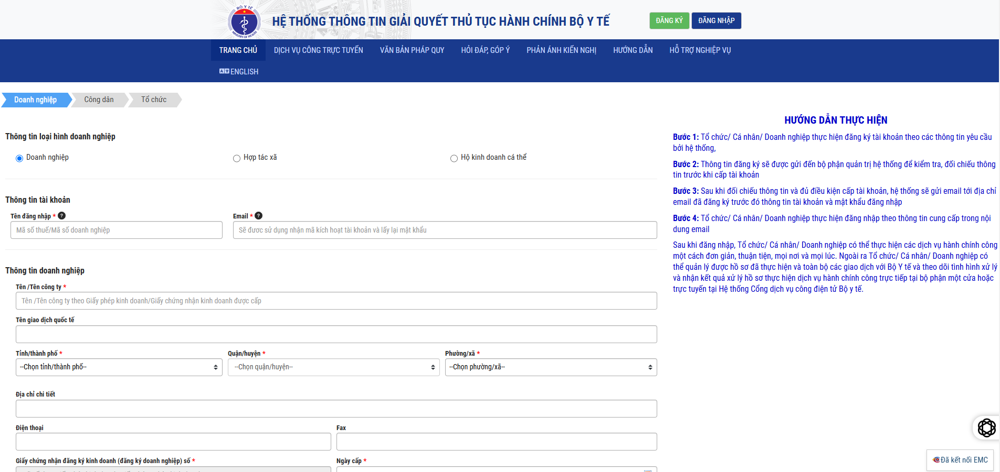 BỘ Y TẾ
MINISTRY OF HEALTH
HỆ THỐNG THÔNG TIN GIẢI QUYẾT THỦ TỤC HÀNH CHÍNH BỘ Y TẾ
ĐĂNG KÝ
ĐĂNG NHẬP
TRANG CHỦ
DỊCH VỤ CÔNG TRỰC TUYẾN
VĂN BẢN PHÁP QUY
HỎI ĐÁP, GÓP Ý
PHẢN ÁNH KIẾN NGHỊ
HƯỚNG DẪN
HỖ TRỢ NGHIỆP VỤ
ENGLISH
Doanh nghiệp
Công dân
Tổ chức
Thông tin loại hình doanh nghiệp
Doanh nghiệp
Hợp tác xã
Hộ kinh doanh cá thể
Thông tin tài khoản
Tên đăng nhập * ?
Email * ?
Mã số thuế/Mã số doanh nghiệp
Sẽ đươc sử dụng nhận mã kích hoạt tài khoản và lấy lại mật khẩu
Thông tin doanh nghiệp
Tên /Tên công ty *
Tên /Tên công ty theo Giấy phép kinh doanh/Giấy chứng nhận kinh doanh được cấp
Tên giao dịch quốc tế
Tỉnh/thành phố *
Quận/huyện *
Phường/xã *
--Chọn tỉnh/thành phố--
--Chọn quận/huyện--
--Chọn phường/xã--
Địa chỉ chi tiết
Điện thoại
Fax
Giấy chứng nhận đăng ký kinh doanh (đăng ký doanh nghiệp) số *
Ngày cấp *
HƯỚNG DẪN THỰC HIỆN
Bước 1: Tổ chức/ Cá nhân/ Doanh nghiệp thực hiện đăng ký tài khoản theo các thông tin yêu cầu
bởi hệ thống,
Bước 2: Thông tin đăng ký sẽ được gửi đến bộ phận quản trị hệ thống để kiểm tra, đối chiếu thông
tin trước khi cấp tài khoản
Bước 3: Sau khi đối chiếu thông tin và đủ điều kiện cấp tài khoản, hệ thống sẽ gửi email tới địa chỉ
email đã đăng ký trước đó thông tin tài khoản và mật khẩu đăng nhập
Bước 4: Tổ chức/ Cá nhân/ Doanh nghiệp thực hiện đăng nhập theo thông tin cung cấp trong nội
dung email
Sau khi đăng nhập, Tổ chức/ Cá nhân/ Doanh nghiệp có thể thực hiện các dịch vụ hành chính công
một cách đơn giản, thuận tiện, mọi nơi và mọi lúc. Ngoài ra Tổ chức/ Cá nhân/ Doanh nghiệp có
thể quản lý được hồ sơ đã thực hiện và toàn bộ các giao dịch với Bộ Y tế và theo dõi tình hình xử lý
và nhận kết quả xử lý hồ sơ thực hiện dịch vụ hành chính công trực tiếp tại bộ phận một cửa hoặc
trực tuyến tại Hệ thống Cổng dịch vụ công điện tử Bộ y tế.
Đã kết nối EMC